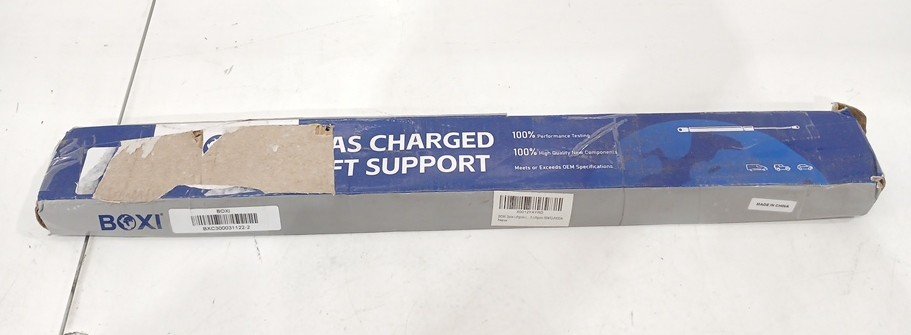 AS CHARGED
FT SUPPORT
100% Performance Testing
100% High Quality New Components
Meets or Exceeds OEM Specifications
BOXI
BOXI
BXC300031122-2
MADE IN CHINA